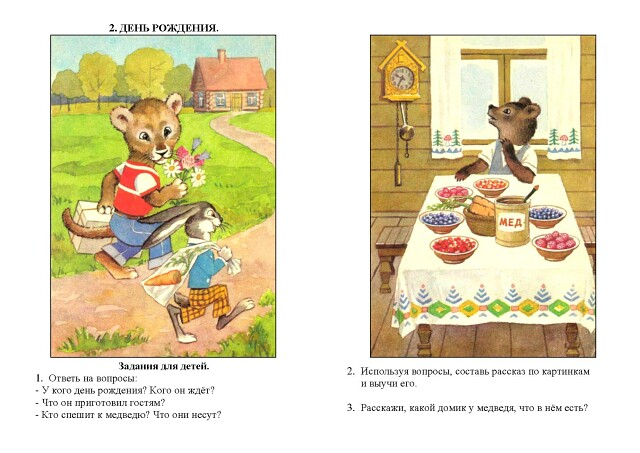 2. ДЕНЬ РОЖДЕНИЯ.
МЕД
Задания для детей.
1. Ответь на вопросы:
- У кого день рождения? Кого он ждёт?
- Что он приготовил гостям?
- Кто спешит к медведю? Что они несут?
2. Используя вопросы, составь рассказ по картинкам
и выучи его.
3. Расскажи, какой домик у медведя, что в нём есть?